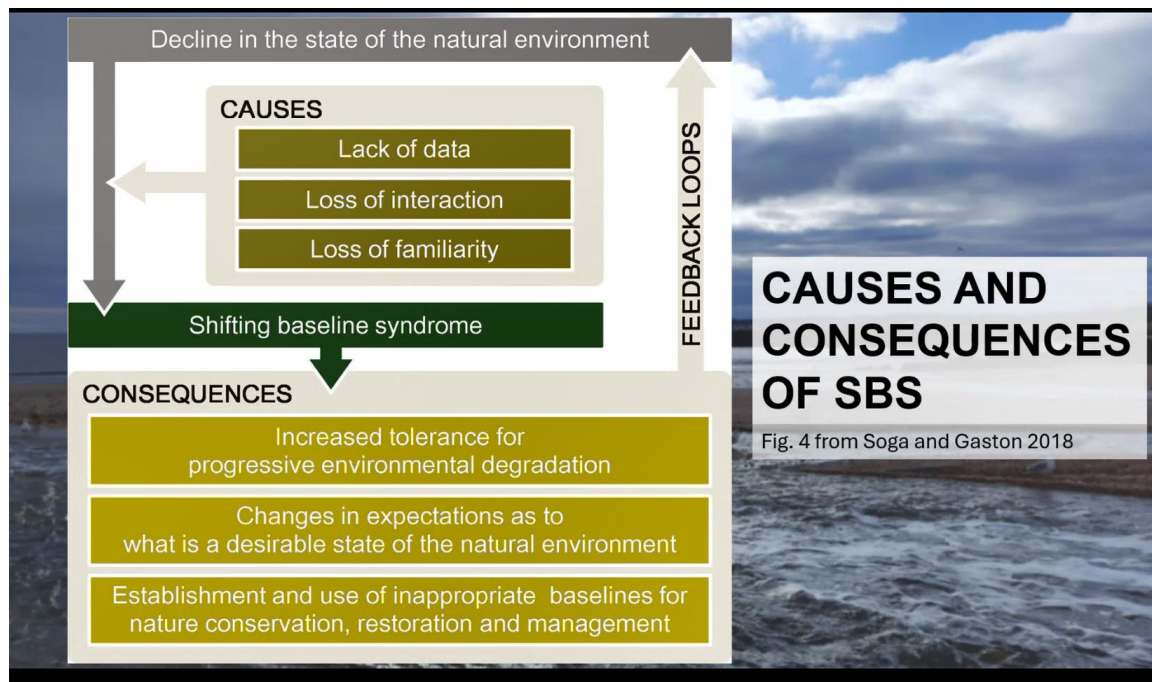 Decline in the state of the natural environment
CAUSES
Lack of data
Loss of interaction
Loss of familiarity
FEEDBACK LOOPS
Shifting baseline syndrome
CONSEQUENCES
Increased tolerance for
progressive environmental degradation
Changes in expectations as to
what is a desirable state of the natural environment
Establishment and use of inappropriate baselines for
nature conservation, restoration and management
CAUSES AND
CONSEQUENCES
OF SBS
Fig. 4 from Soga and Gaston 2018